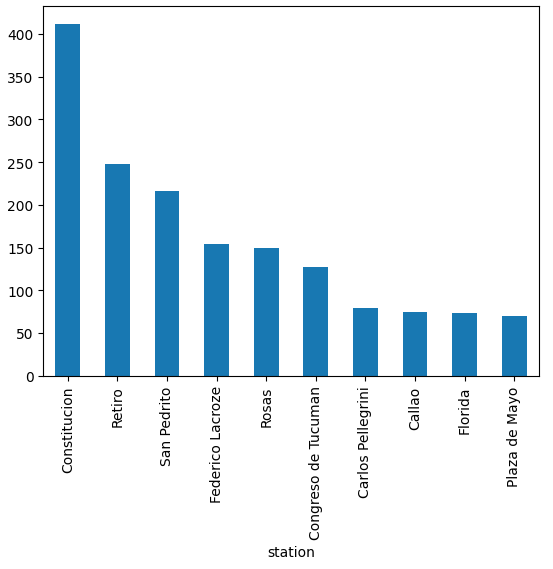 400
350
300
250
200
150
100
50
0
Constitucion
Retiro
San Pedrito
Federico Lacroze
Rosas
Congreso de Tucuman
Carlos Pellegrini
Callao
Florida
Plaza de Mayo
station